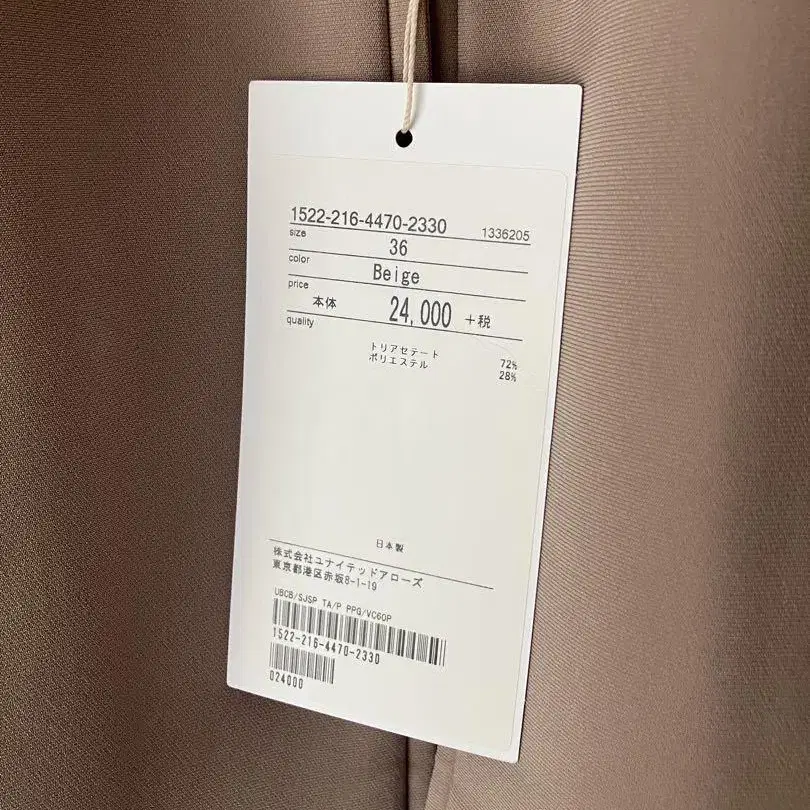 1522-216-4470-2330 1336205
size 36
color Beige
price 本体 24,000 +税
quality
トリアセテート 72%
ポリエステル 28%
日本製
株式会社ユナイテッドアローズ
東京都港区赤坂8-1-19
UBCB/SJSP TA/P PPG/VC60P
1522-216-4470-2330
024000